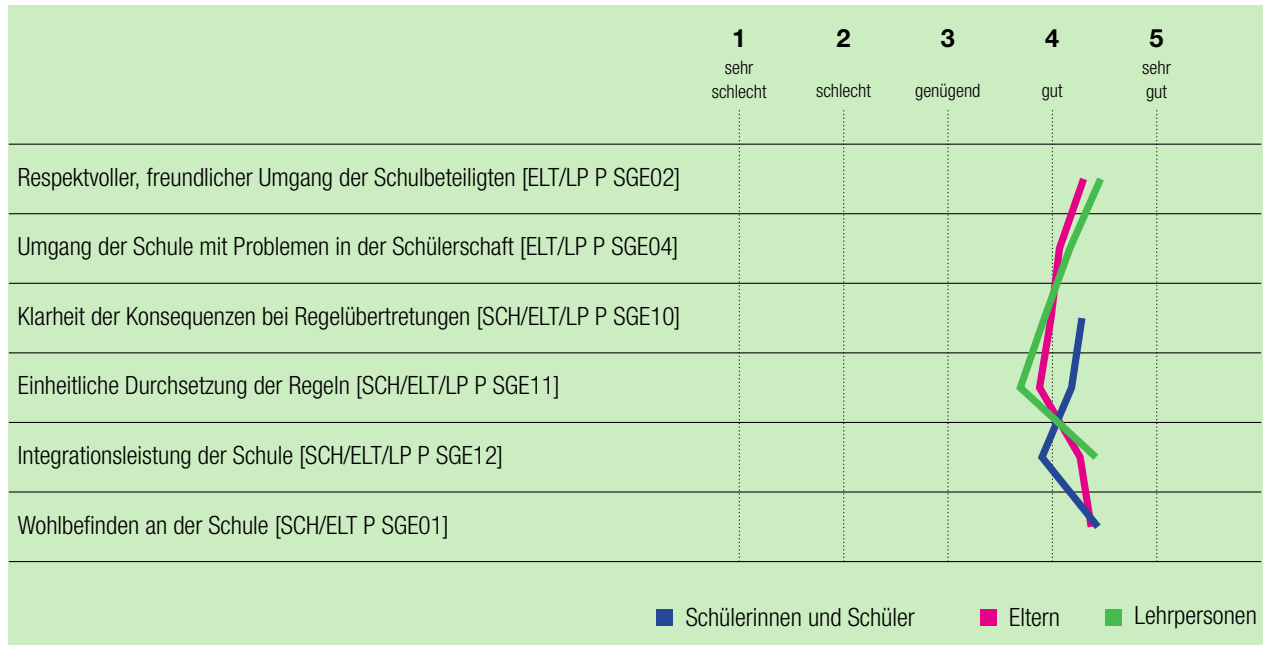 1 2 3 4 5
sehr schlecht schlecht genügend gut sehr gut
Respektvoller, freundlicher Umgang der Schulbeteiligten [ELT/LP P SGE02]
Umgang der Schule mit Problemen in der Schülerschaft [ELT/LP P SGE04]
Klarheit der Konsequenzen bei Regelübertretungen [SCH/ELT/LP P SGE10]
Einheitliche Durchsetzung der Regeln [SCH/ELT/LP P SGE11]
Integrationsleistung der Schule [SCH/ELT/LP P SGE12]
Wohlbefinden an der Schule [SCH/ELT P SGE01]
Schülerinnen und Schüler Eltern Lehrpersonen